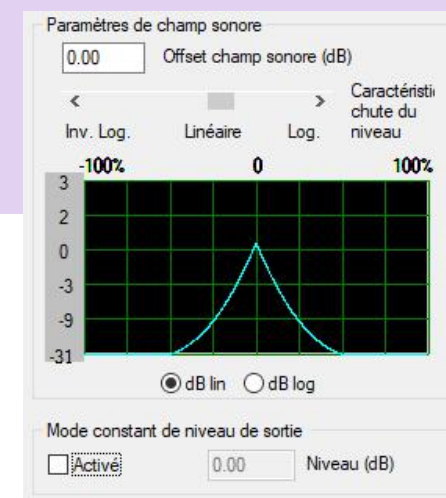 Paramètres de champ sonore
0.00 Offset champ sonore (dB)
< > Caractéristi
chute du
Inv. Log. Linéaire Log. niveau
-100% 0 100%
3
2
0
-3
-9
-31
dB lin dB log
Mode constant de niveau de sortie
Activé 0.00 Niveau (dB)